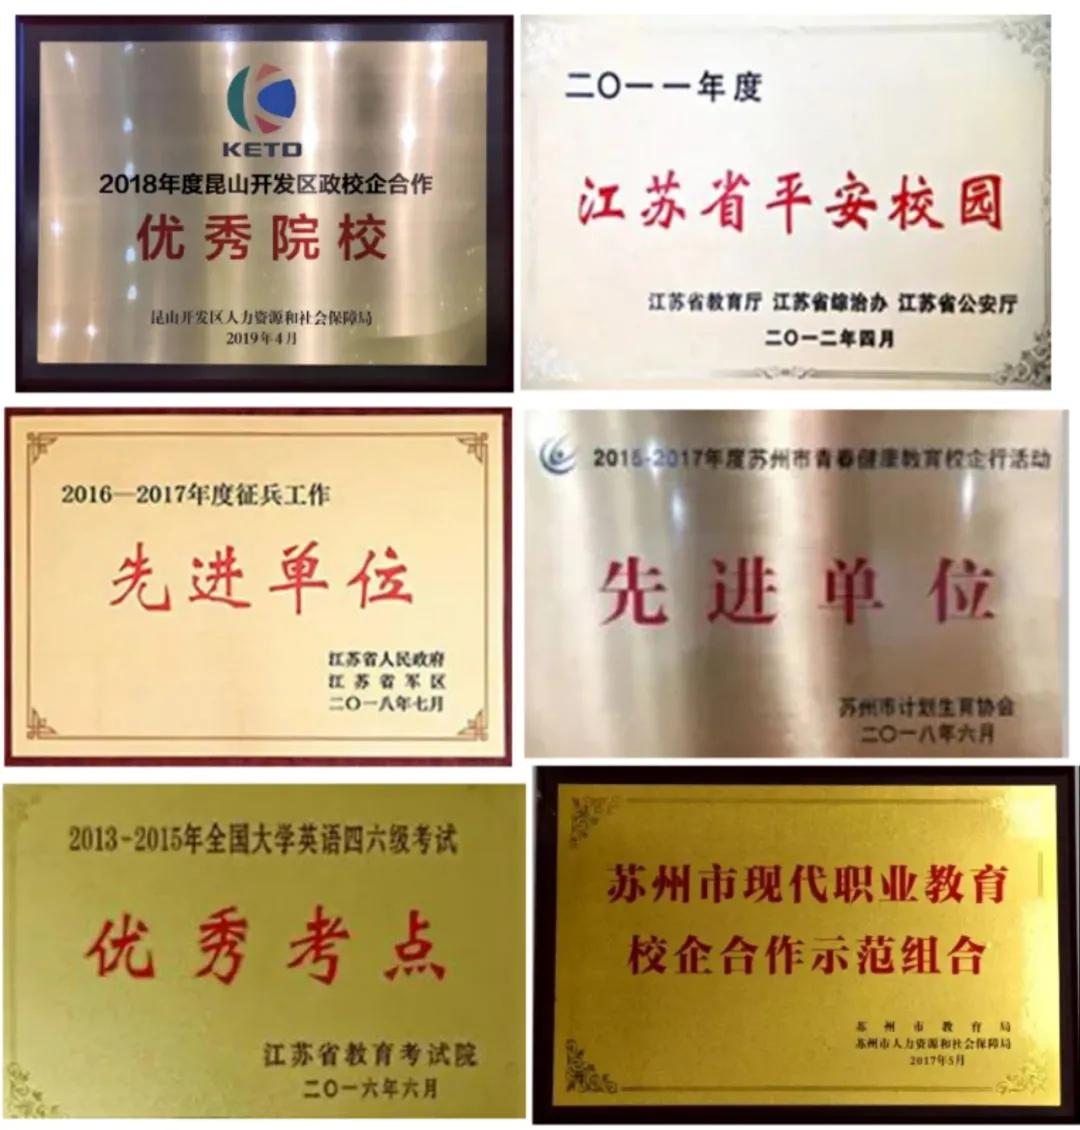 KETD
2018年度昆山开发区政校企合作
优秀院校
昆山开发区人力资源和社会保障局
2019年4月
二〇一一年度
江苏省平安校园
江苏省教育厅 江苏省综治办 江苏省公安厅
二〇一二年四月
2016—2017年度征兵工作
先进单位
江苏省人民政府
江苏省军区
二〇一八年七月
2016-2017年度苏州市青春健康教育校企行活动
先进单位
苏州市计划生育协会
二〇一八年六月
2013-2015年全国大学英语四六级考试
优秀考点
江苏省教育考试院
二〇一六年六月
苏州市现代职业教育
校企合作示范组合
苏州市教育局
苏州市人力资源和社会保障局
2017年5月